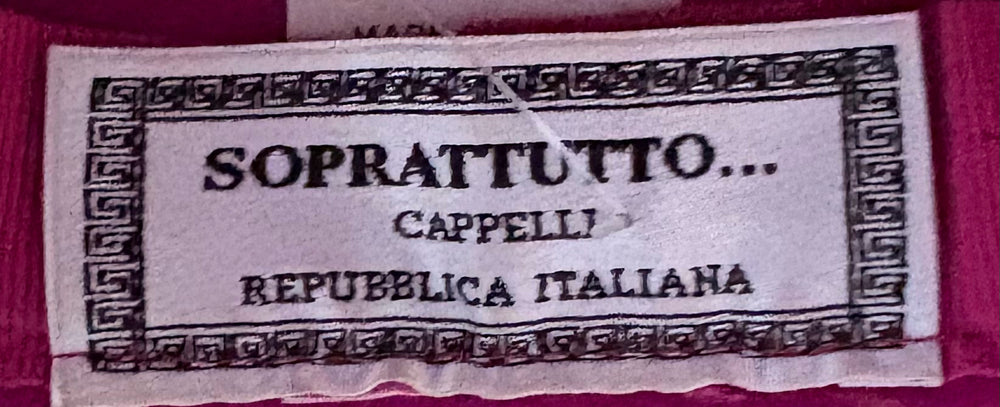 SOPRATTUTTO...
CAPPELLI
REPUBBLICA ITALIANA